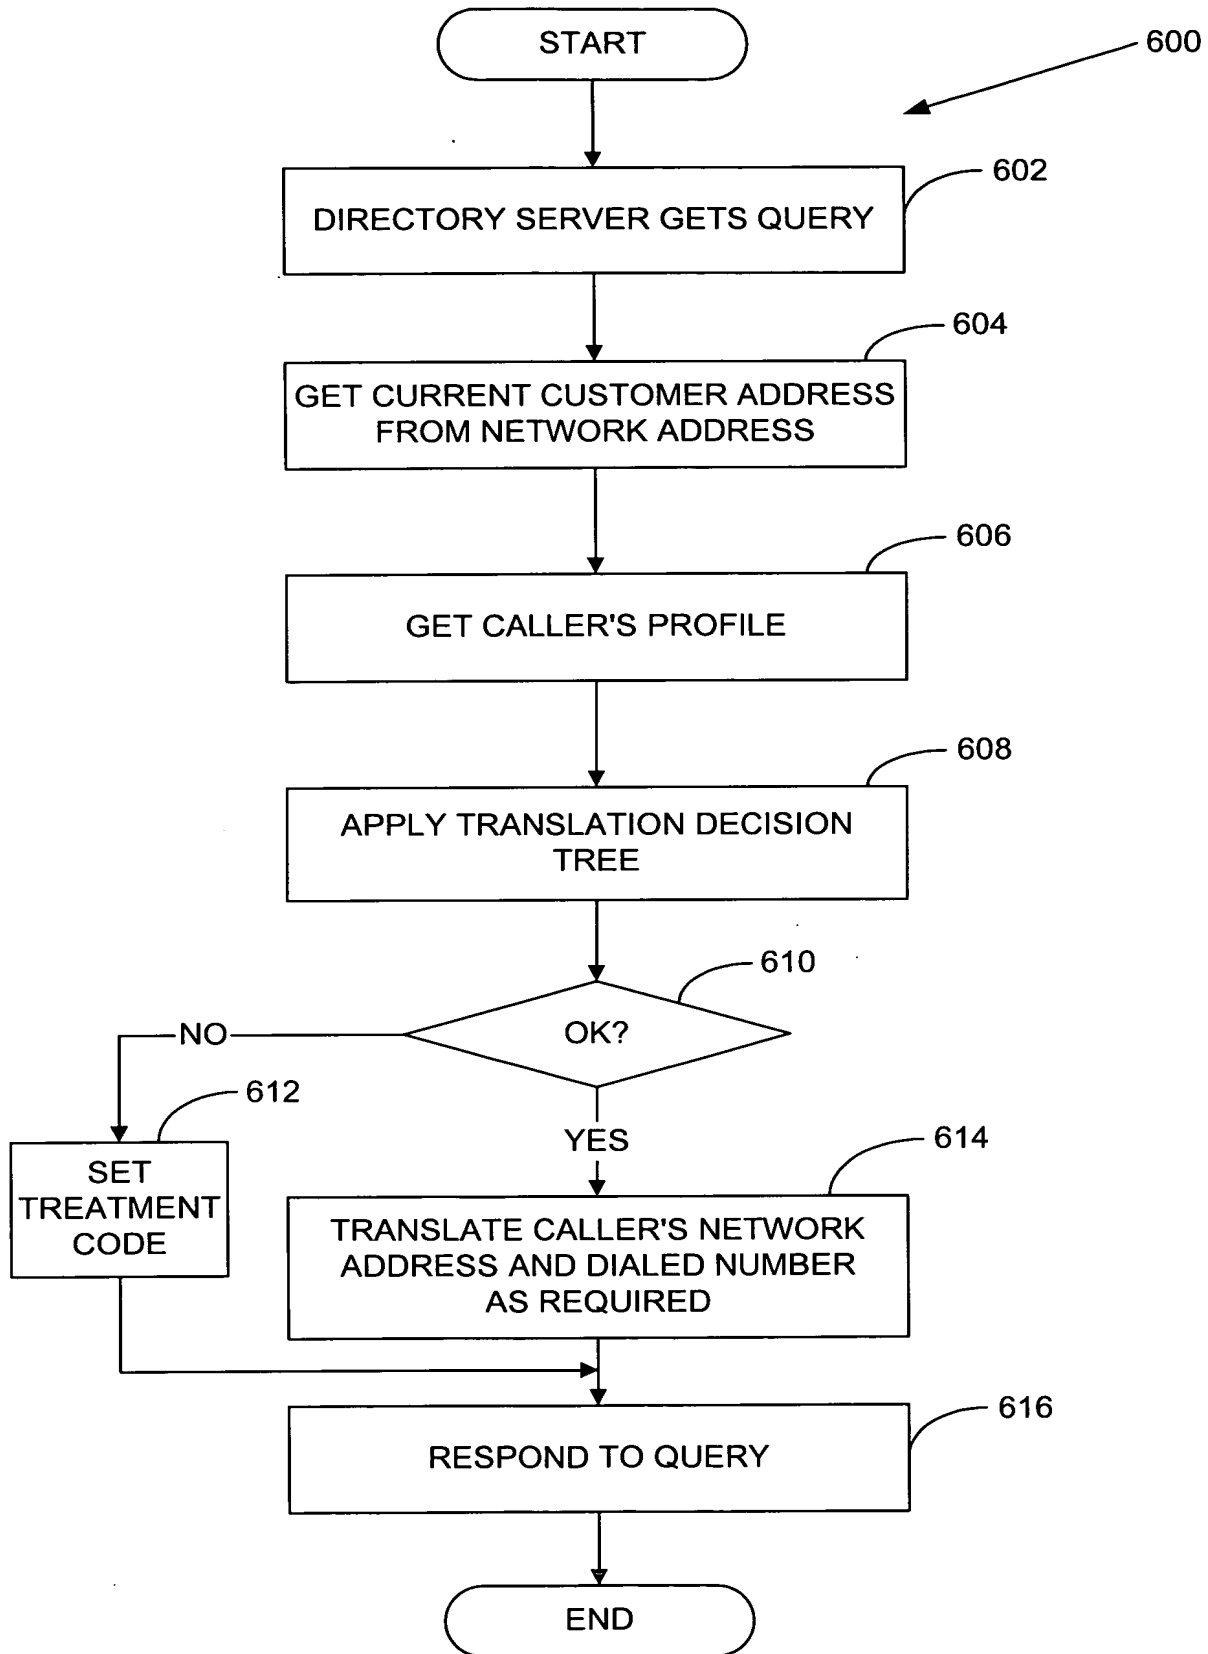 START
600
602
DIRECTORY SERVER GETS QUERY
604
GET CURRENT CUSTOMER ADDRESS
FROM NETWORK ADDRESS
606
GET CALLER'S PROFILE
608
APPLY TRANSLATION DECISION
TREE
610
OK?
NO
612
YES
614
SET
TREATMENT
CODE
TRANSLATE CALLER'S NETWORK
ADDRESS AND DIALED NUMBER
AS REQUIRED
616
RESPOND TO QUERY
END